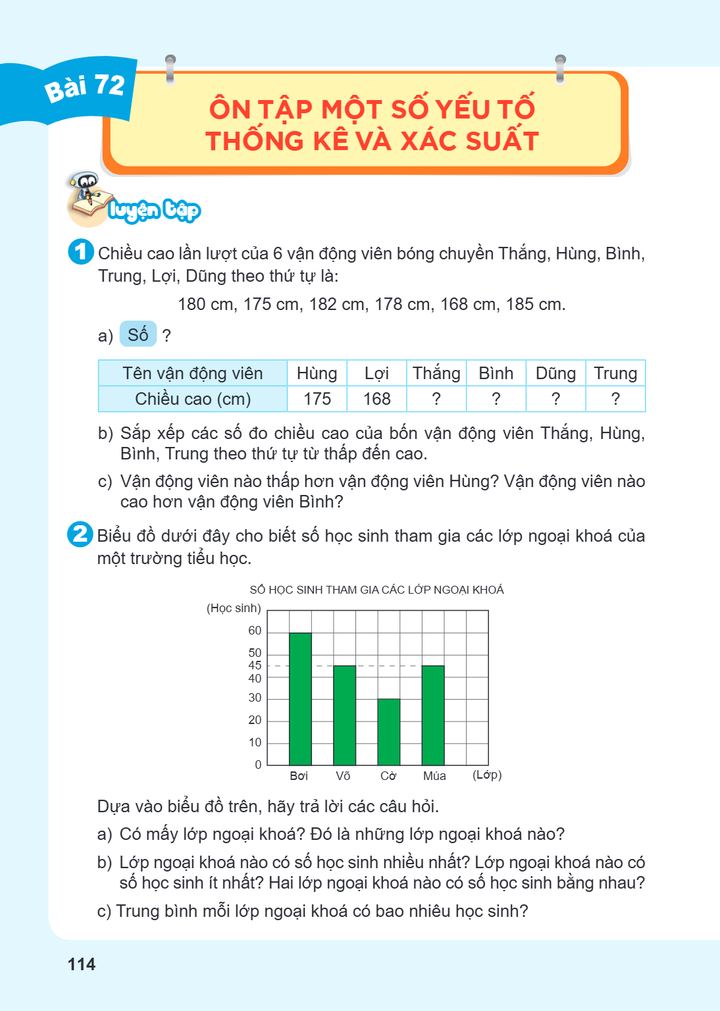 Bài 72
ÔN TẬP MỘT SỐ YẾU TỐ
THỐNG KÊ VÀ XÁC SUẤT
luyện tập
1 Chiều cao lần lượt của 6 vận động viên bóng chuyền Thắng, Hùng, Bình,
Trung, Lợi, Dũng theo thứ tự là:
180 cm, 175 cm, 182 cm, 178 cm, 168 cm, 185 cm.
a) Số ?
Tên vận động viên Hùng Lợi Thắng Bình Dũng Trung
Chiều cao (cm) 175 168 ? ? ? ?
b) Sắp xếp các số đo chiều cao của bốn vận động viên Thắng, Hùng,
Bình, Trung theo thứ tự từ thấp đến cao.
c) Vận động viên nào thấp hơn vận động viên Hùng? Vận động viên nào
cao hơn vận động viên Bình?
2 Biểu đồ dưới đây cho biết số học sinh tham gia các lớp ngoại khoá của
một trường tiểu học.
SỐ HỌC SINH THAM GIA CÁC LỚP NGOẠI KHOÁ
(Học sinh)
60
50
45
40
30
20
10
0
Bơi Võ Cờ Múa (Lớp)
Dựa vào biểu đồ trên, hãy trả lời các câu hỏi.
a) Có mấy lớp ngoại khoá? Đó là những lớp ngoại khoá nào?
b) Lớp ngoại khoá nào có số học sinh nhiều nhất? Lớp ngoại khoá nào có
số học sinh ít nhất? Hai lớp ngoại khoá nào có số học sinh bằng nhau?
c) Trung bình mỗi lớp ngoại khoá có bao nhiêu học sinh?
114